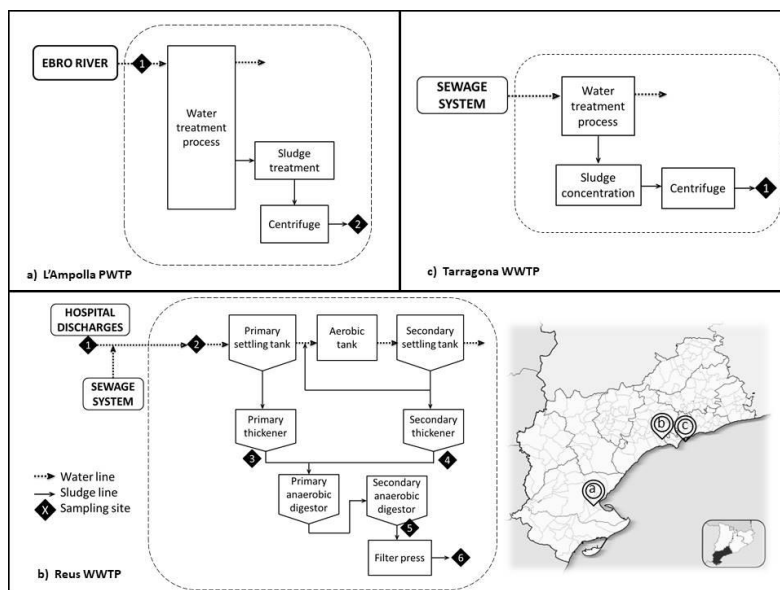 EBRO RIVER
1
Water
treatment
process
Sludge
treatment
Centrifuge
2
a) L'Ampolla PWTP
SEWAGE
SYSTEM
Water
treatment
process
Sludge
concentration
Centrifuge
1
c) Tarragona WWTP
HOSPITAL
DISCHARGES
1
2
SEWAGE
SYSTEM
Primary
settling tank
Aerobic
tank
Secondary
settling tank
Primary
thickener
3
Secondary
thickener
4
Primary
anaerobic
digestor
Secondary
anaerobic
digestor
5
Filter press
6
Water line
Sludge line
X Sampling site
b) Reus WWTP
a
b
c